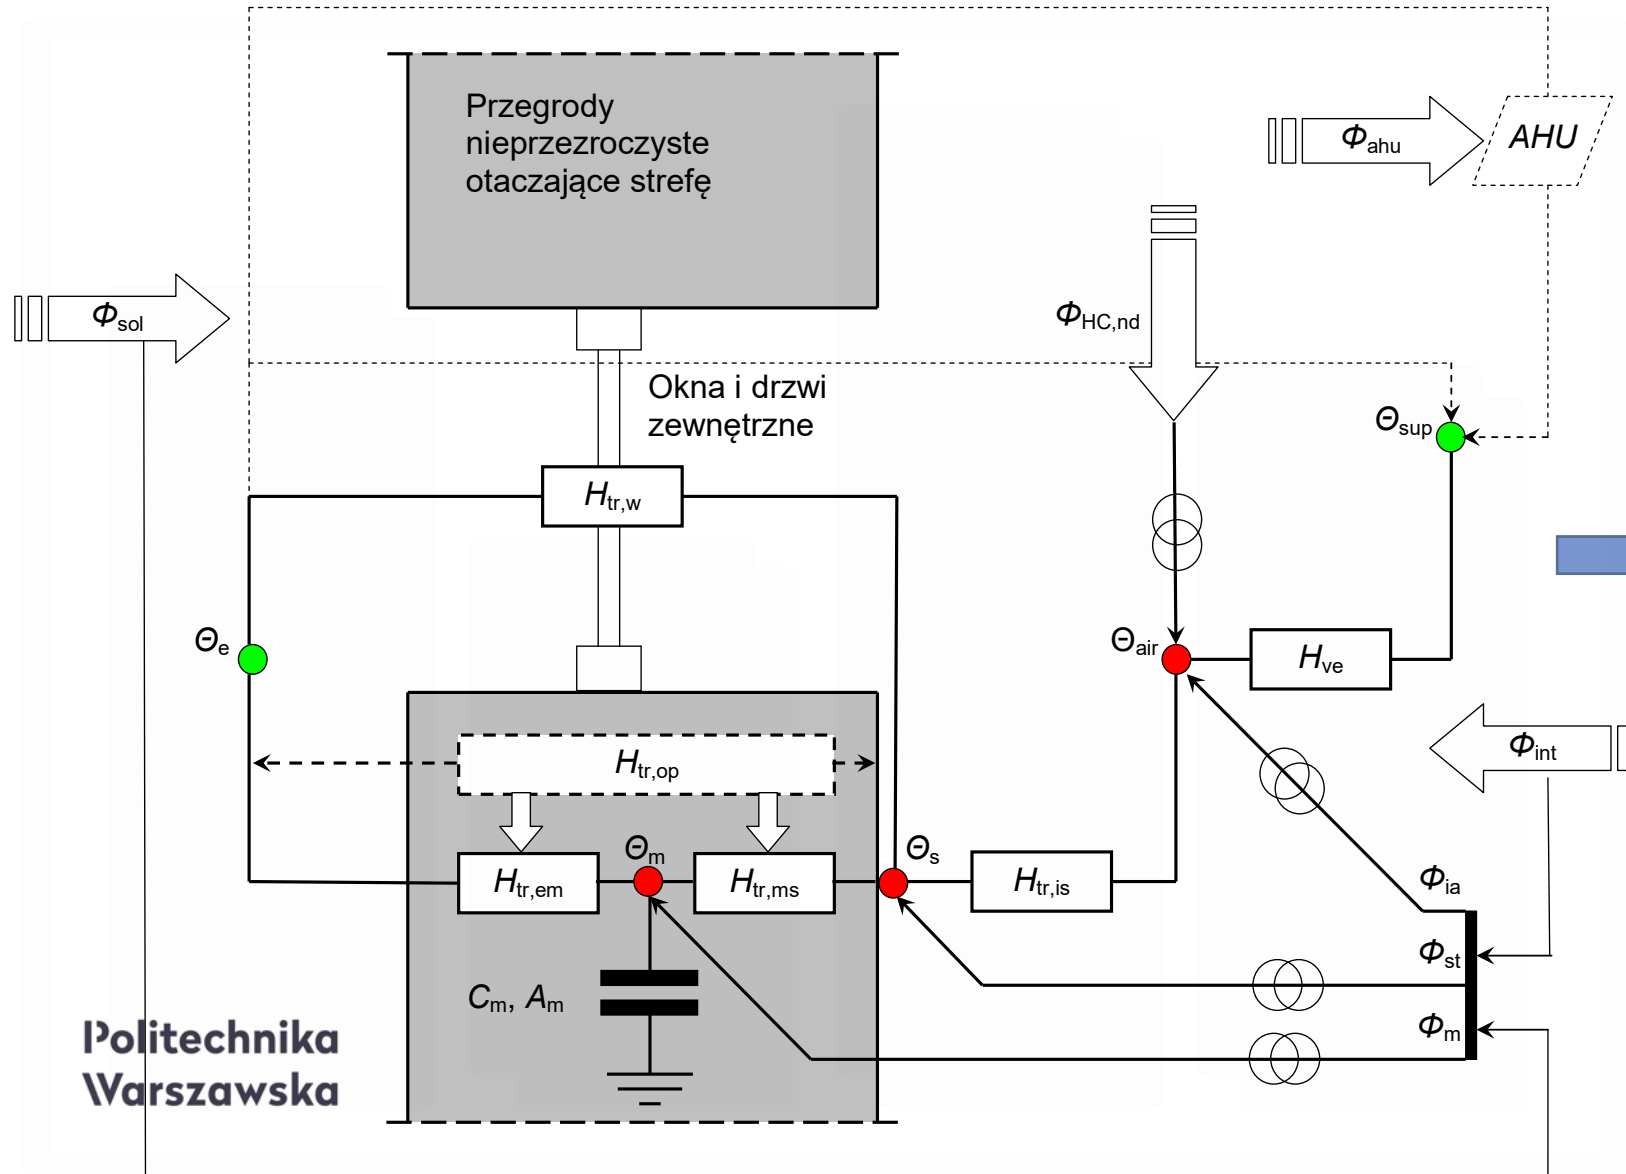 Przegrody
nieprzezroczyste
otaczające strefę
Φahu
AHU
Φsol
ΦHC,nd
Okna i drzwi
zewnętrzne
Θsup
Htr,w
Θe
Θair
Hve
Htr,op
Φint
Θm
Θs
Htr,em
Htr,ms
Htr,is
Φia
Φst
Cm, Am
Φm
Politechnika
Warszawska